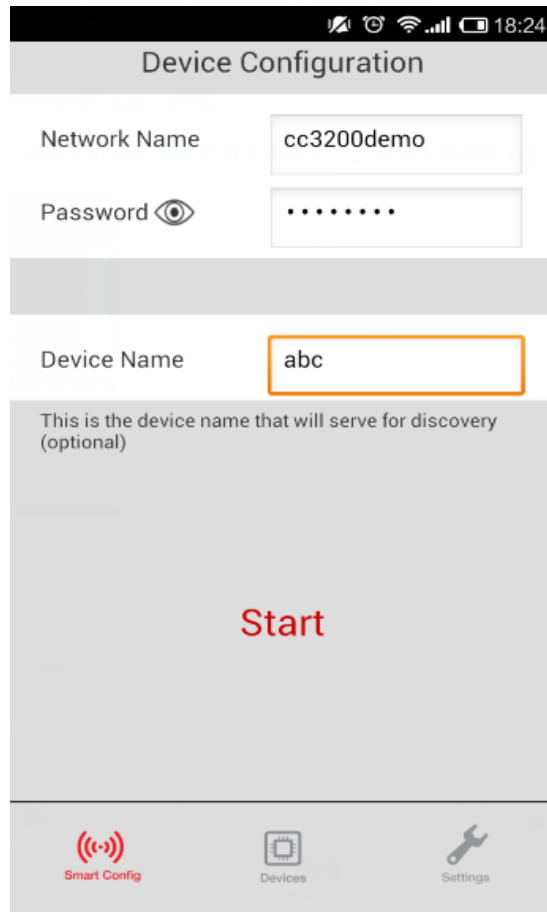 18:24
Device Configuration
Network Name cc3200demo
Password ••••••••
Device Name abc
This is the device name that will serve for discovery
(optional)
Start
Smart Config Devices Settings